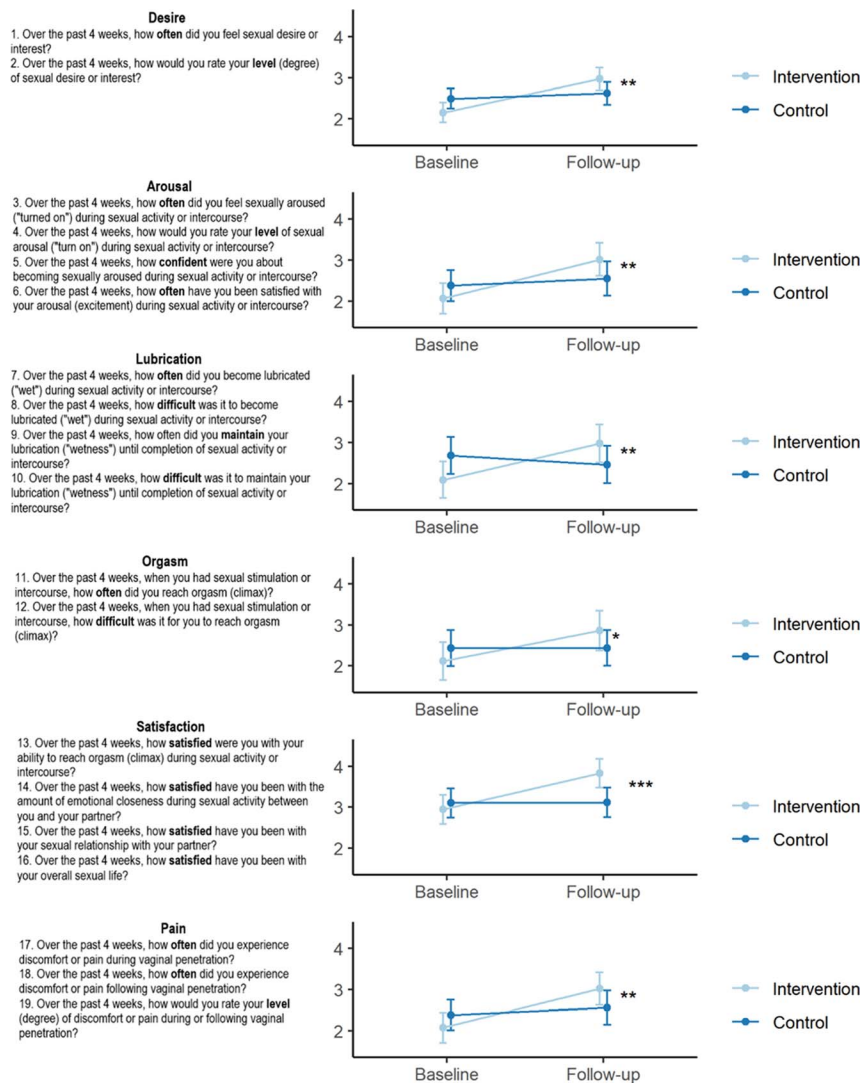 Desire
1. Over the past 4 weeks, how often did you feel sexual desire or
interest?
2. Over the past 4 weeks, how would you rate your level (degree)
of sexual desire or interest?
4
3
2
**
Baseline
Follow-up
Intervention
Control
Arousal
3. Over the past 4 weeks, how often did you feel sexually aroused
("turned on") during sexual activity or intercourse?
4. Over the past 4 weeks, how would you rate your level of sexual
arousal ("turn on") during sexual activity or intercourse?
5. Over the past 4 weeks, how confident were you about
becoming sexually aroused during sexual activity or intercourse?
6. Over the past 4 weeks, how often have you been satisfied with
your arousal (excitement) during sexual activity or intercourse?
4
3
2
**
Baseline
Follow-up
Intervention
Control
Lubrication
7. Over the past 4 weeks, how often did you become lubricated
("wet") during sexual activity or intercourse?
8. Over the past 4 weeks, how difficult was it to become
lubricated ("wet") during sexual activity or intercourse?
9. Over the past 4 weeks, how often did you maintain your
lubrication ("wetness") until completion of sexual activity or
intercourse?
10. Over the past 4 weeks, how difficult was it to maintain your
lubrication ("wetness") until completion of sexual activity or
intercourse?
4
3
2
**
Baseline
Follow-up
Intervention
Control
Orgasm
11. Over the past 4 weeks, when you had sexual stimulation or
intercourse, how often did you reach orgasm (climax)?
12. Over the past 4 weeks, when you had sexual stimulation or
intercourse, how difficult was it for you to reach orgasm
(climax)?
4
3
2
*
Baseline
Follow-up
Intervention
Control
Satisfaction
13. Over the past 4 weeks, how satisfied were you with your
ability to reach orgasm (climax) during sexual activity or
intercourse?
14. Over the past 4 weeks, how satisfied have you been with the
amount of emotional closeness during sexual activity between
you and your partner?
15. Over the past 4 weeks, how satisfied have you been with
your sexual relationship with your partner?
16. Over the past 4 weeks, how satisfied have you been with
your overall sexual life?
4
3
2
***
Baseline
Follow-up
Intervention
Control
Pain
17. Over the past 4 weeks, how often did you experience
discomfort or pain during vaginal penetration?
18. Over the past 4 weeks, how often did you experience
discomfort or pain following vaginal penetration?
19. Over the past 4 weeks, how would you rate your level
(degree) of discomfort or pain during or following vaginal
penetration?
4
3
2
**
Baseline
Follow-up
Intervention
Control